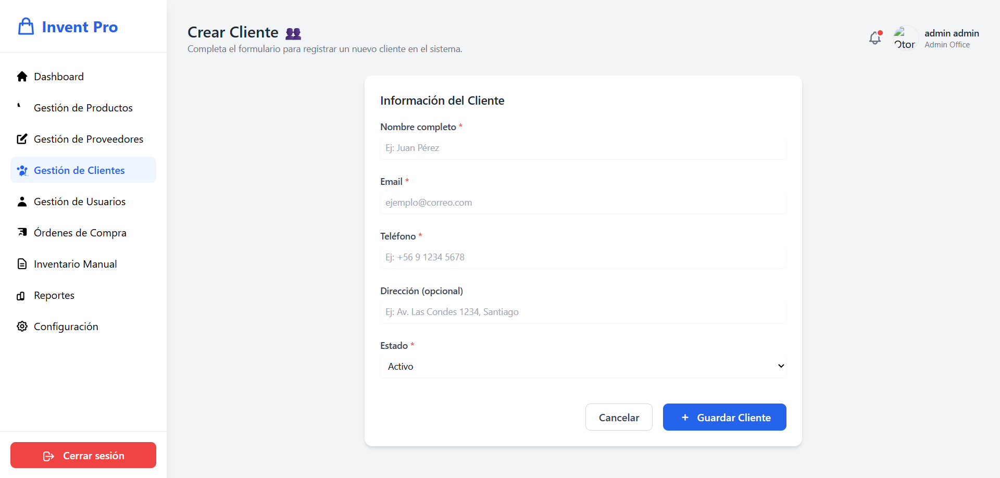 Invent Pro
Dashboard
Gestión de Productos
Gestión de Proveedores
Gestión de Clientes
Gestión de Usuarios
Órdenes de Compra
Inventario Manual
Reportes
Configuración
Cerrar sesión
Crear Cliente
Completa el formulario para registrar un nuevo cliente en el sistema.
Otor
admin admin
Admin Office
Información del Cliente
Nombre completo *
Ej: Juan Pérez
Email *
ejemplo@correo.com
Teléfono *
Ej: +56 9 1234 5678
Dirección (opcional)
Ej: Av. Las Condes 1234, Santiago
Estado *
Activo
Cancelar
+ Guardar Cliente